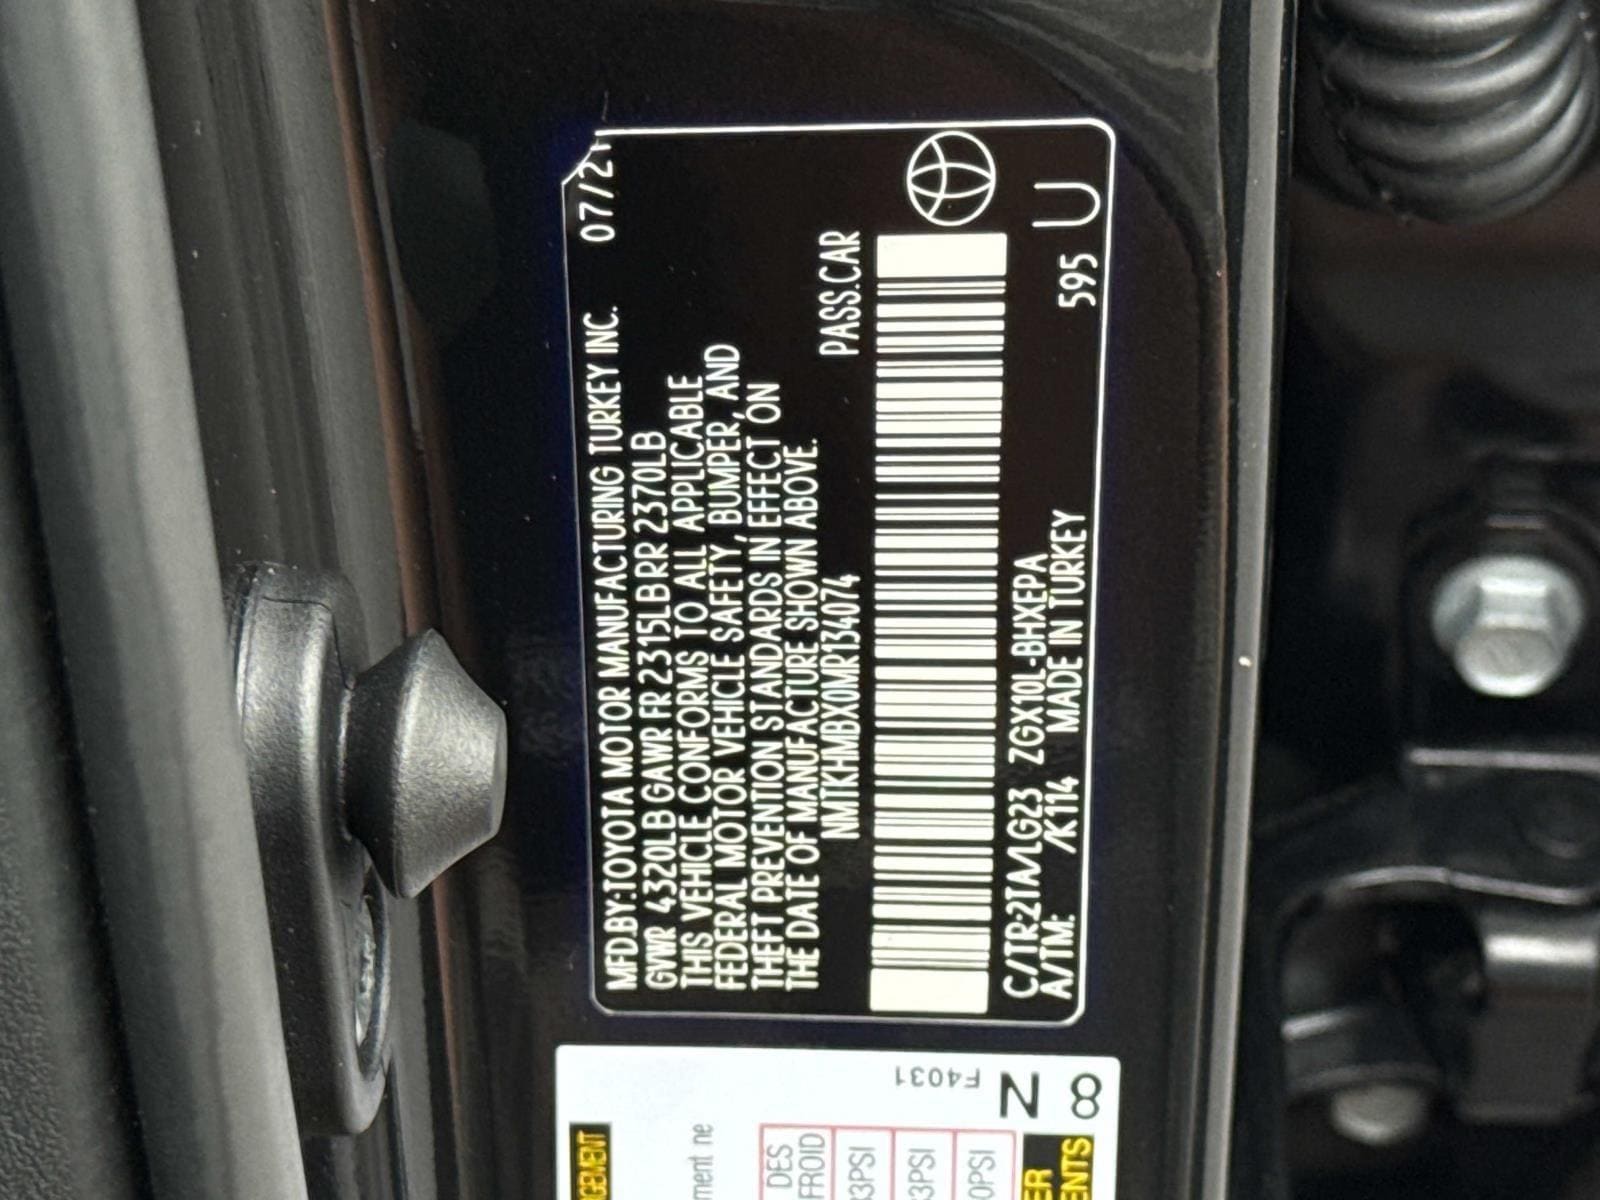 MFD.BY:TOYOTA MOTOR MANUFACTURING TURKEY INC. 07/21
GVWR 4320LB GAWR FR 2315LB RR 2370LB
THIS VEHICLE CONFORMS TO ALL APPLICABLE
FEDERAL MOTOR VEHICLE SAFETY, BUMPER, AND
THEFT PREVENTION STANDARDS IN EFFECT ON
THE DATE OF MANUFACTURE SHOWN ABOVE.
NMTKHMBX0MR134074 PASS.CAR
C/TR:2TA/LG23 ZGX10L-BHXEPA 595 U
A/TM: /K114 MADE IN TURKEY
F4031
N
8
DES
FROID
33PSI